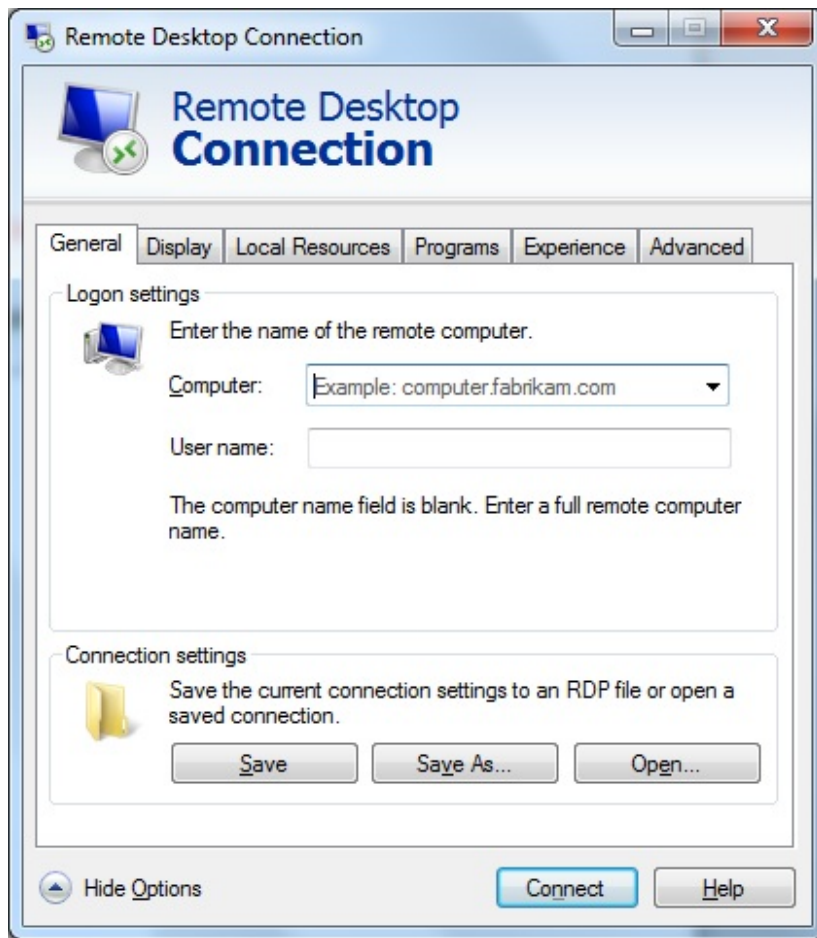 Remote Desktop Connection
Remote Desktop
Connection
General Display Local Resources Programs Experience Advanced
Logon settings
Enter the name of the remote computer.
Computer: Example: computer.fabrikam.com
User name:
The computer name field is blank. Enter a full remote computer
name.
Connection settings
Save the current connection settings to an RDP file or open a
saved connection.
Save Save As... Open...
Hide Options Connect Help